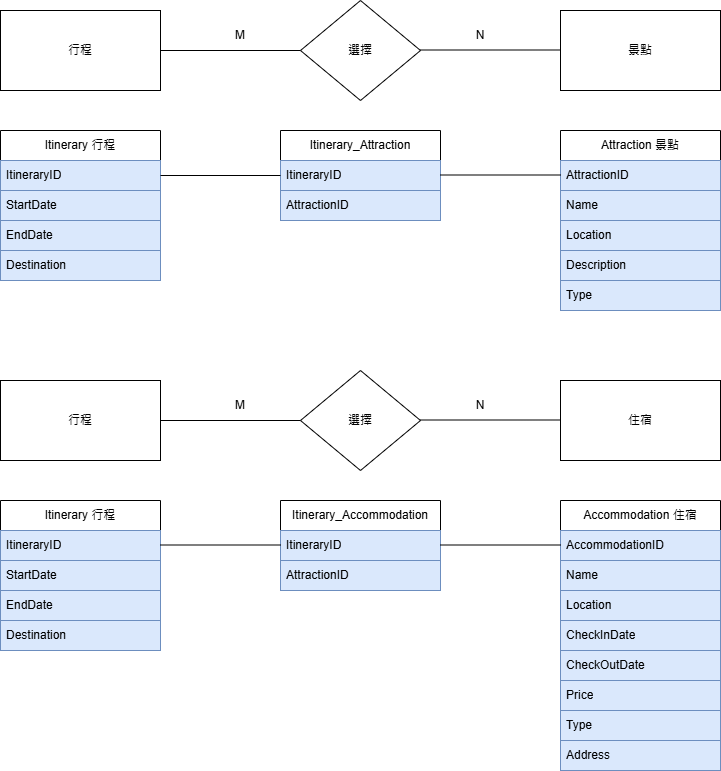 行程
M
選擇
N
景點
Itinerary 行程
ItineraryID
StartDate
EndDate
Destination
Itinerary_Attraction
ItineraryID
AttractionID
Attraction 景點
AttractionID
Name
Location
Description
Type
行程
M
選擇
N
住宿
Itinerary 行程
ItineraryID
StartDate
EndDate
Destination
Itinerary_Accommodation
ItineraryID
AttractionID
Accommodation 住宿
AccommodationID
Name
Location
CheckInDate
CheckOutDate
Price
Type
Address